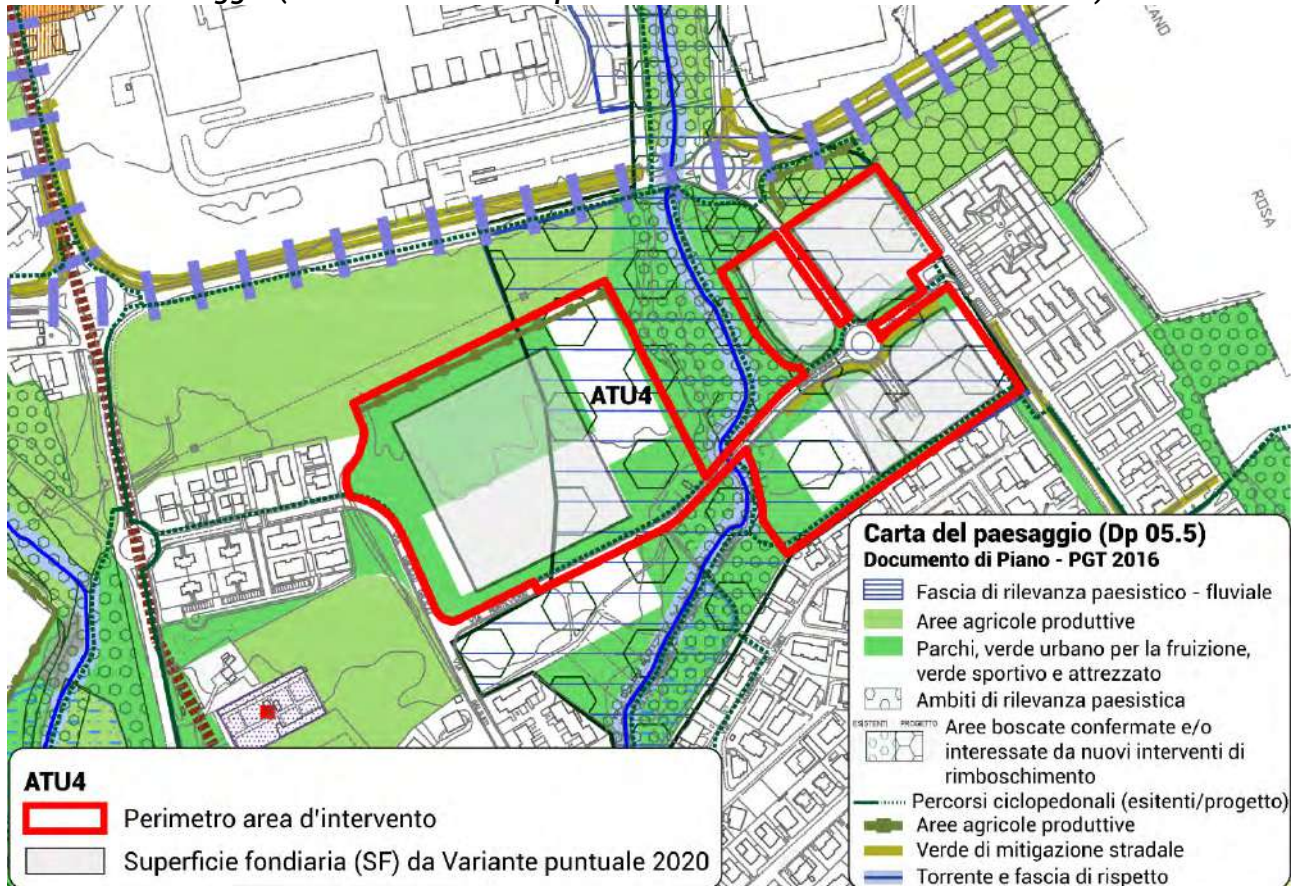 ZANO
ROSA
ATU4
Carta del paesaggio (Dp 05.5)
Documento di Piano - PGT 2016
Fascia di rilevanza paesistico - fluviale
Aree agricole produttive
Parchi, verde urbano per la fruizione,
verde sportivo e attrezzato
Ambiti di rilevanza paesistica
ESISTENTI PROGETTO
Aree boscate confermate e/o
interessate da nuovi interventi di
rimboschimento
Percorsi ciclopedonali (esitenti/progetto)
Aree agricole produttive
Verde di mitigazione stradale
Torrente e fascia di rispetto
ATU4
Perimetro area d'intervento
Superficie fondiaria (SF) da Variante puntuale 2020